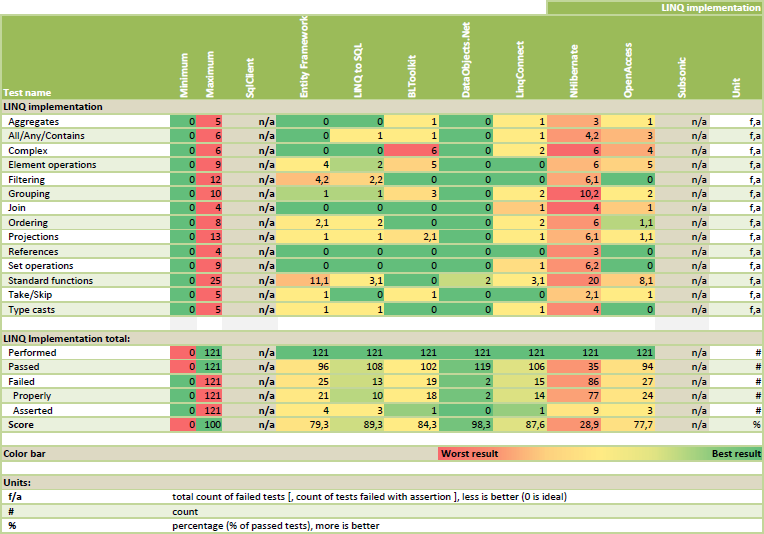 LINQ implementation
Test name Minimum Maximum SqlClient Entity Framework LINQ to SQL BLToolkit DataObjects.Net LinqConnect NHibernate OpenAccess Subsonic Unit
LINQ implementation
Aggregates 0 5 n/a 0 0 1 0 1 3 1 n/a f,a
All/Any/Contains 0 6 n/a 0 1 1 0 1 4,2 3 n/a f,a
Complex 0 6 n/a 0 0 6 0 2 6 4 n/a f,a
Element operations 0 9 n/a 4 2 5 0 0 6 5 n/a f,a
Filtering 0 12 n/a 4,2 2,2 0 0 0 6,1 0 n/a f,a
Grouping 0 10 n/a 1 1 3 0 2 10,2 2 n/a f,a
Join 0 4 n/a 0 0 0 0 1 4 1 n/a f,a
Ordering 0 8 n/a 2,1 2 0 0 2 6 1,1 n/a f,a
Projections 0 13 n/a 1 1 2,1 0 1 6,1 1,1 n/a f,a
References 0 4 n/a 0 0 0 0 0 3 0 n/a f,a
Set operations 0 9 n/a 0 0 0 0 1 6,2 0 n/a f,a
Standard functions 0 25 n/a 11,1 3,1 0 2 3,1 20 8,1 n/a f,a
Take/Skip 0 5 n/a 1 0 1 0 0 2,1 1 n/a f,a
Type casts 0 5 n/a 1 1 0 0 1 4 0 n/a f,a
LINQ Implementation total:
Performed 0 121 n/a 121 121 121 121 121 121 121 n/a #
Passed 0 121 n/a 96 108 102 119 106 35 94 n/a #
Failed 0 121 n/a 25 13 19 2 15 86 27 n/a #
Properly 0 121 n/a 21 10 18 2 14 77 24 n/a #
Asserted 0 121 n/a 4 3 1 0 1 9 3 n/a #
Score 0 100 n/a 79,3 89,3 84,3 98,3 87,6 28,9 77,7 n/a %
Color bar Worst result Best result
Units:
f/a total count of failed tests [, count of tests failed with assertion ], less is better (0 is ideal)
# count
% percentage (% of passed tests), more is better